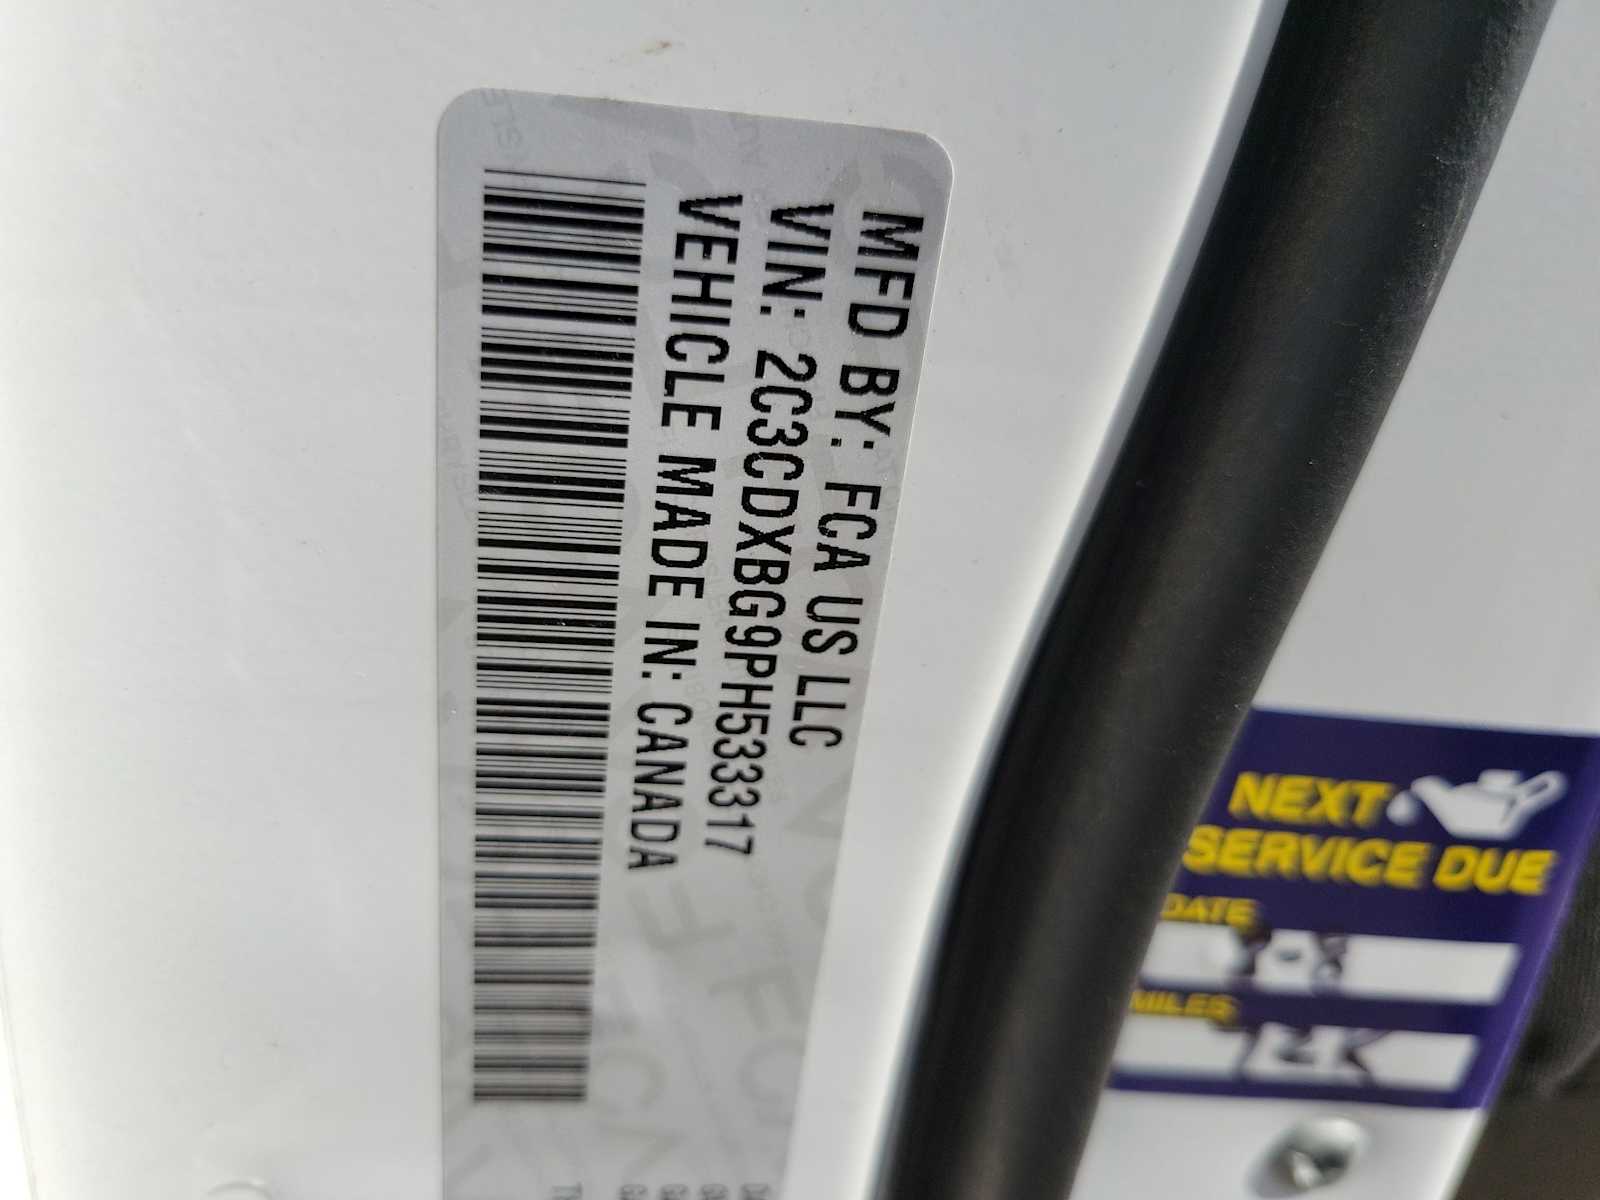 MFD BY: FCA US LLC
VIN: 2C3CDXBG9PH533317
VEHICLE MADE IN: CANADA
NEXT
SERVICE DUE
DATE
MILES